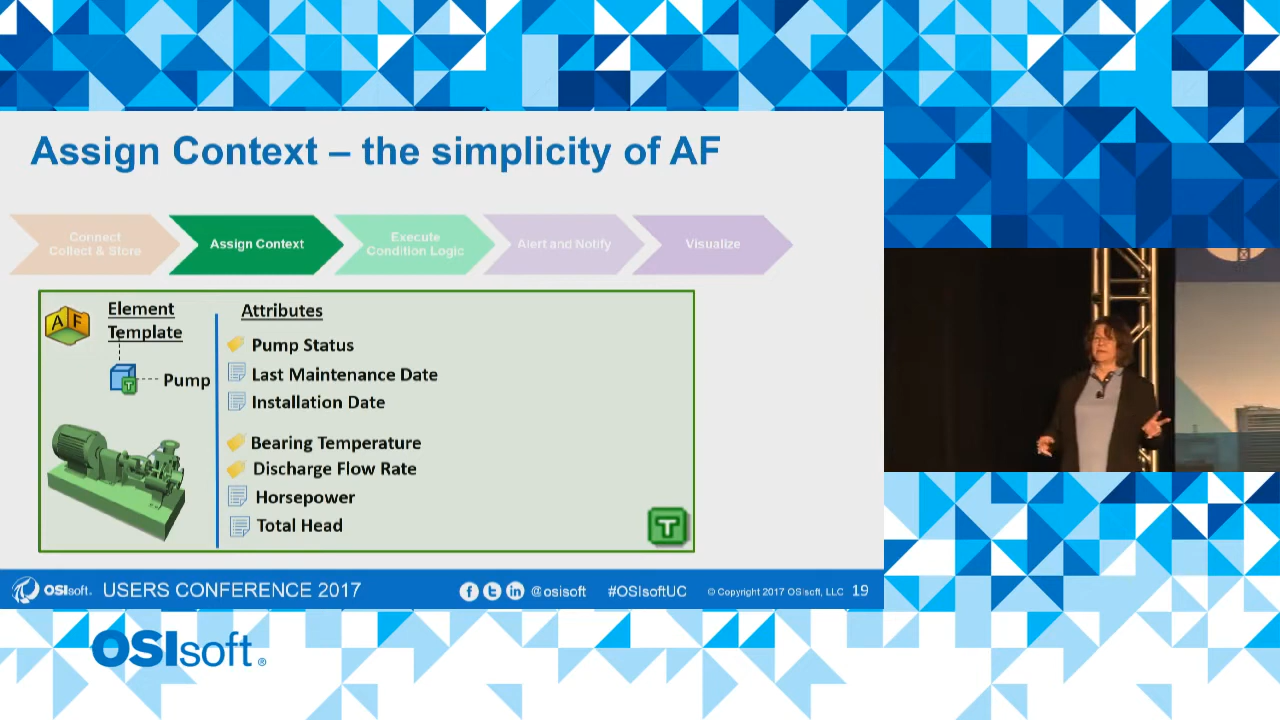 Assign Context – the simplicity of AF
Connect
Collect & Store
Assign Context
Execute
Condition Logic
Alert and Notify
Visualize
AF
Element
Template
Pump
Attributes
Pump Status
Last Maintenance Date
Installation Date
Bearing Temperature
Discharge Flow Rate
Horsepower
Total Head
T
T
OSIsoft. USERS CONFERENCE 2017
@osisoft
#OSIsoftUC
© Copyright 2017 OSIsoft, LLC
19
OSIsoft®